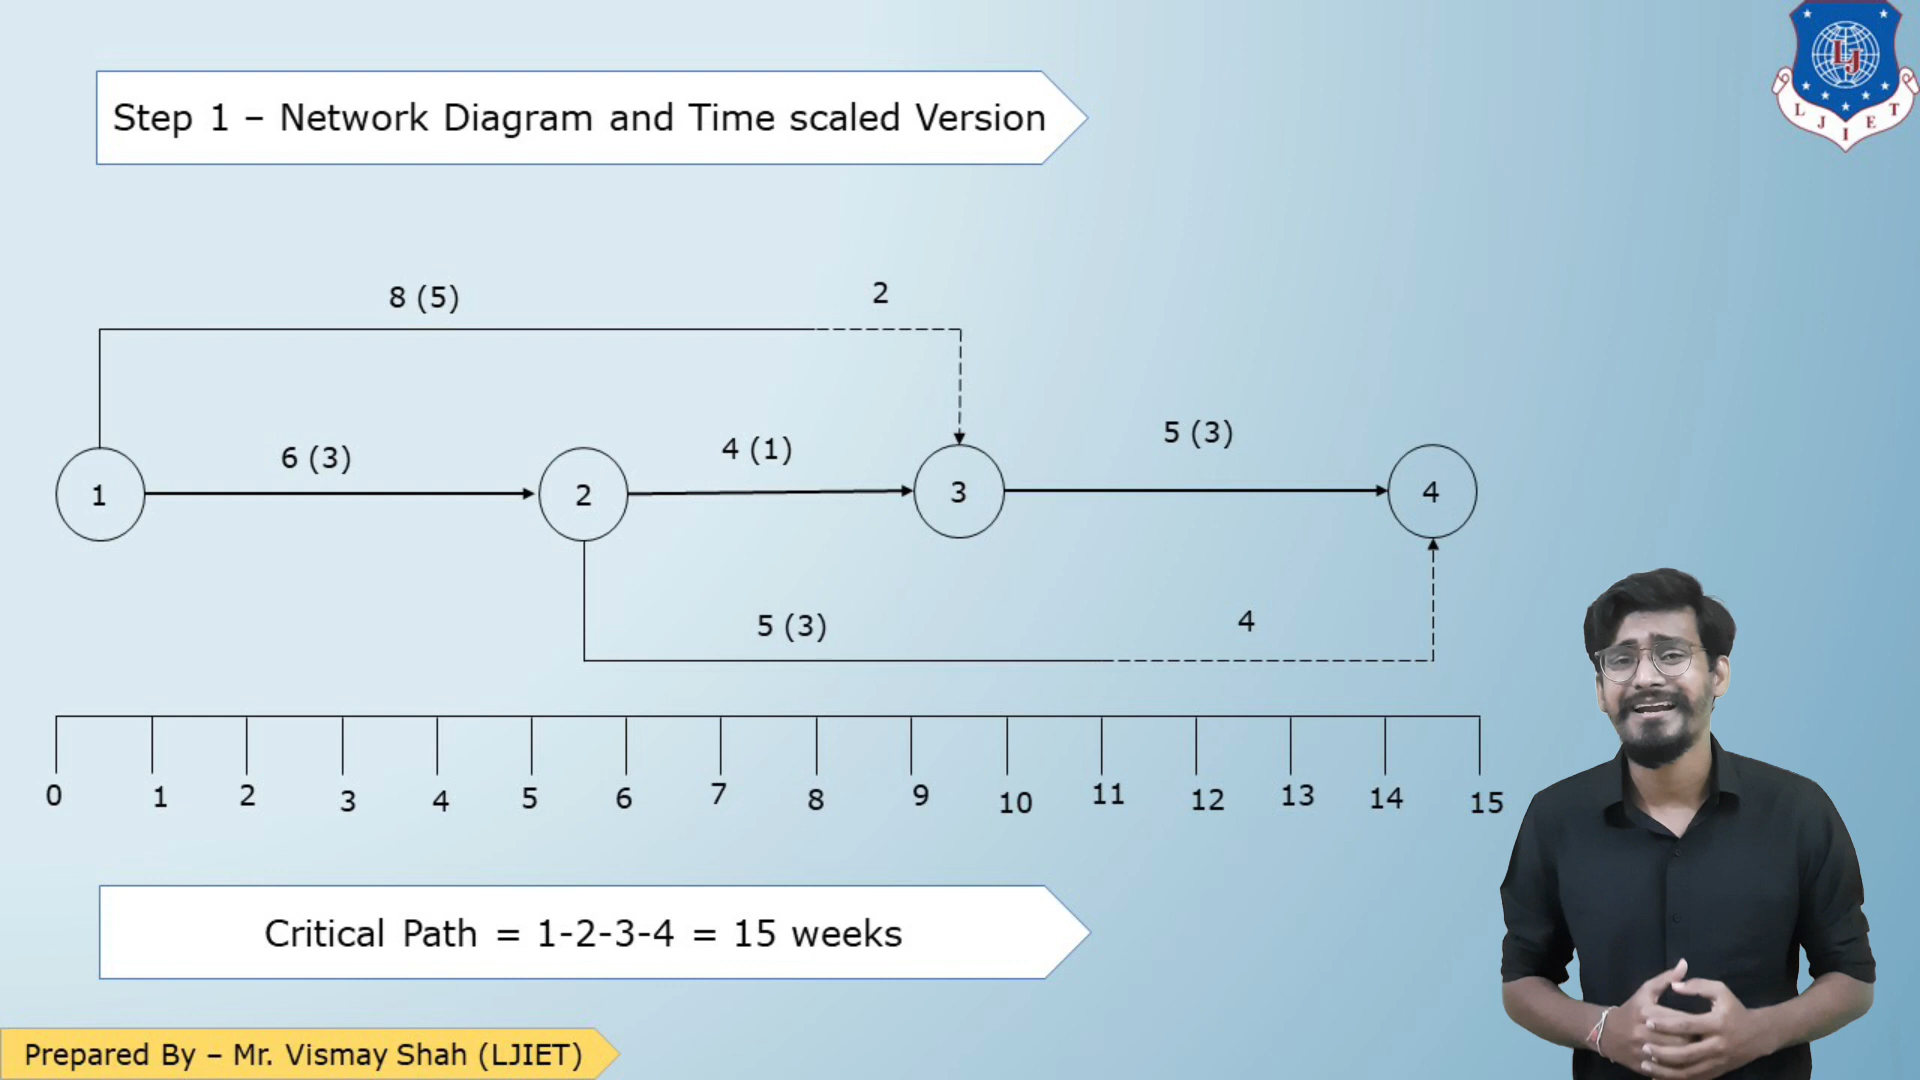 Step 1 – Network Diagram and Time scaled Version
L J I E T
LJ
8 (5) 2
6 (3) 4 (1) 5 (3)
1 2 3 4
5 (3) 4
0 1 2 3 4 5 6 7 8 9 10 11 12 13 14 15
Critical Path = 1-2-3-4 = 15 weeks
Prepared By – Mr. Vismay Shah (LJIET)